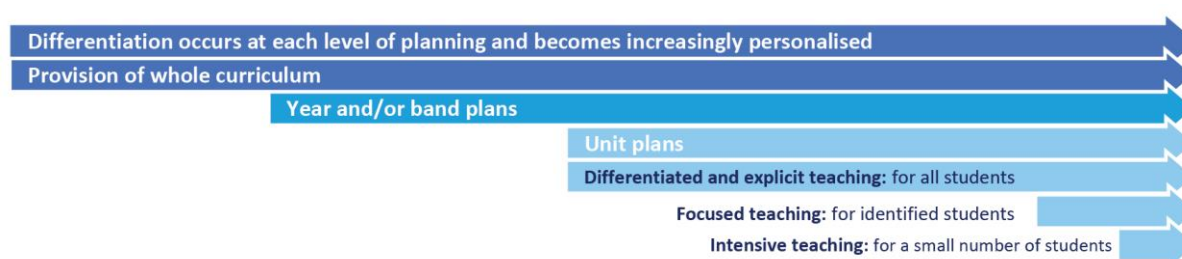 Differentiation occurs at each level of planning and becomes increasingly personalised
Provision of whole curriculum
Year and/or band plans
Unit plans
Differentiated and explicit teaching: for all students
Focused teaching: for identified students
Intensive teaching: for a small number of students